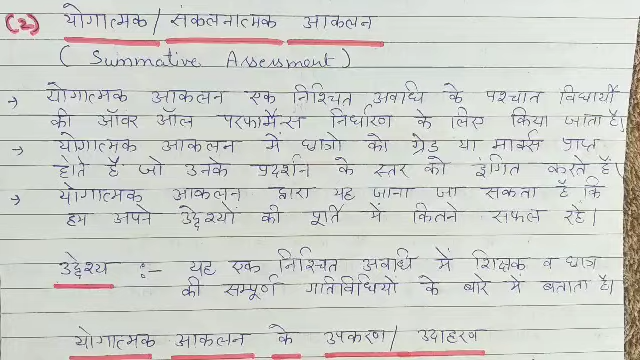 (2) योगात्मक / संकलनात्मक आकलन
( Summative Assessment )
→ योगात्मक आकलन एक निश्चित अवधि के पश्चात विद्यार्थी
की ऑवर ऑल परफार्मेन्स निर्धारण के लिए किया जाता है।
→ योगात्मक आकलन में छात्रो को ग्रेड या मार्क्स प्राप्त
होते है जो उनके प्रदर्शन के स्तर को इंगित करते है।
→ योगात्मक आकलन द्वारा यह जाना जा सकता है कि
हम अपने उद्देश्यों की पूर्ति में कितने सफल रहें।
उद्देश्य :- यह एक निश्चित अवधि में शिक्षक व छात्र
की सम्पूर्ण गतिविधियो के बारे में बताता है।
योगात्मक आकलन के उपकरण / उदाहरण